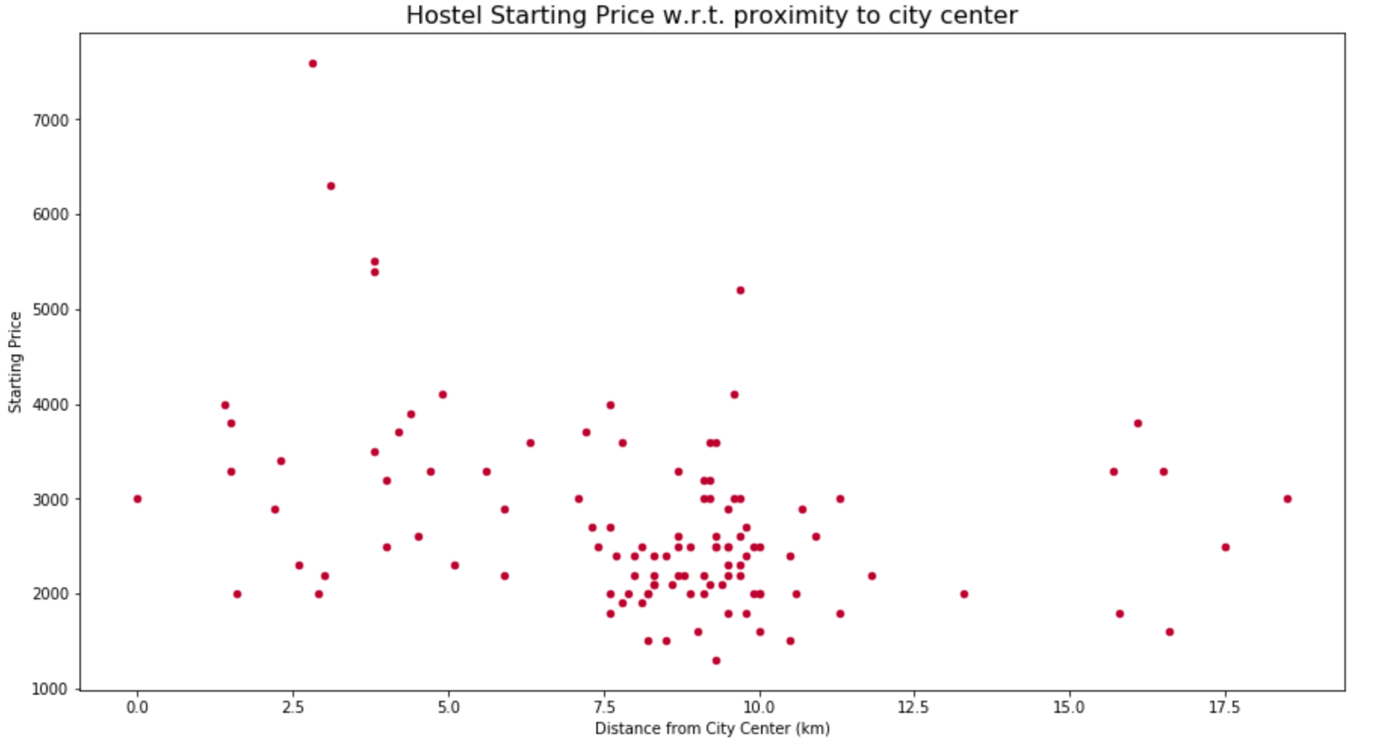 Hostel Starting Price w.r.t. proximity to city center
7000
6000
5000
4000
3000
2000
1000
Starting Price
0.0 2.5 5.0 7.5 10.0 12.5 15.0 17.5
Distance from City Center (km)